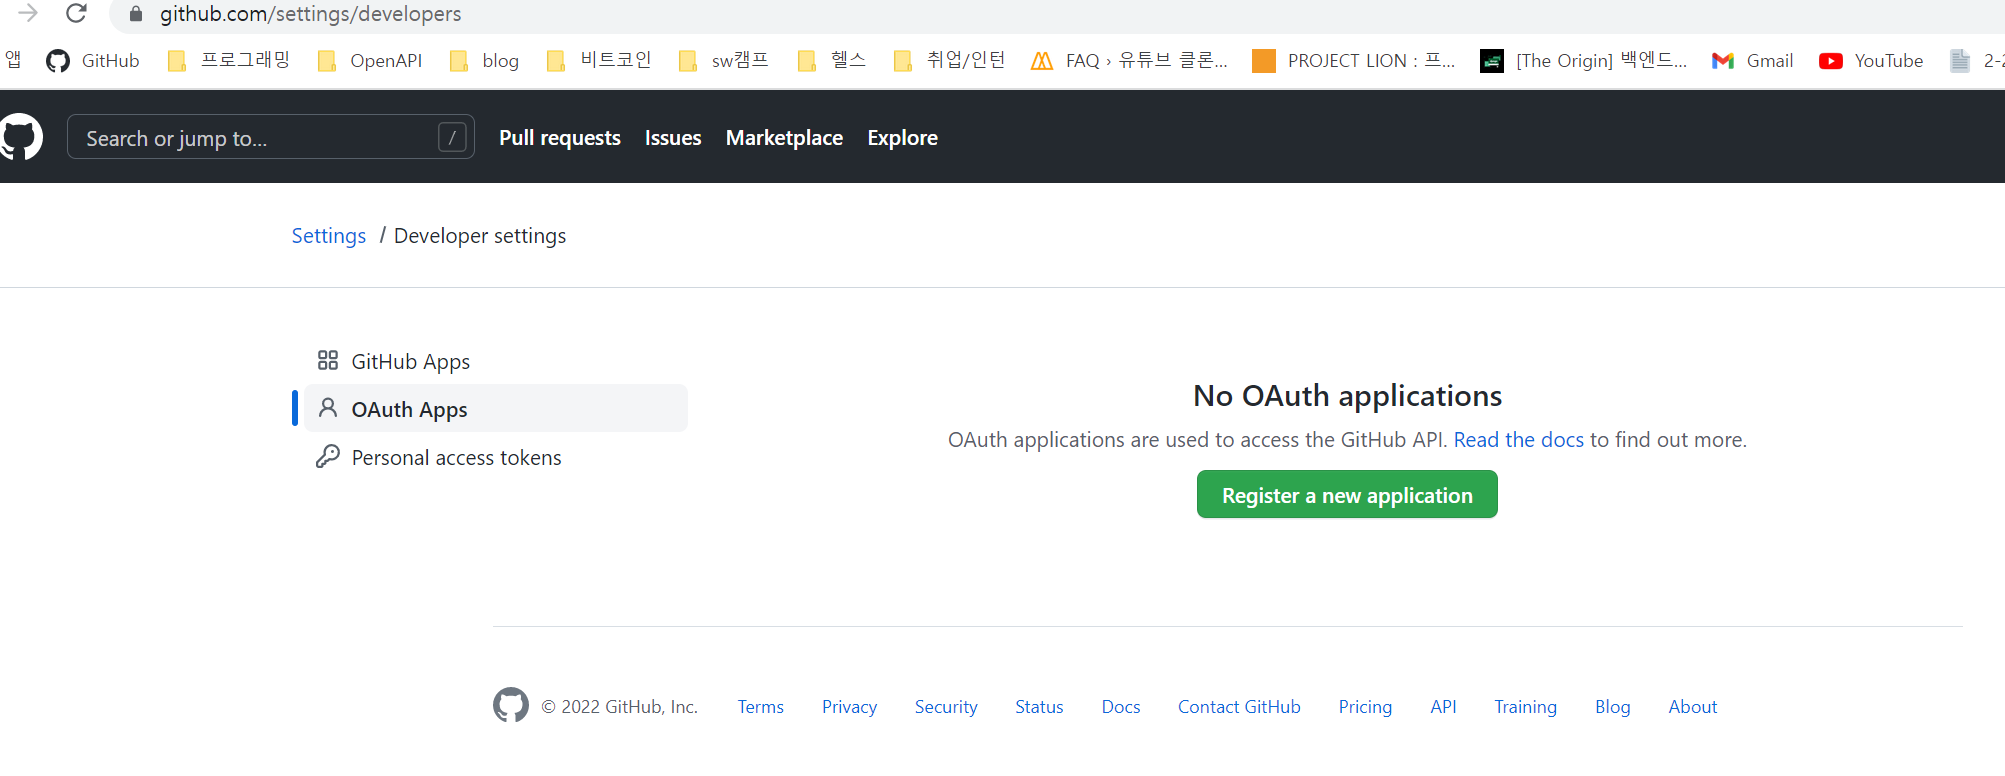 github.com/settings/developers
앱 GitHub 프로그래밍 OpenAPI blog 비트코인 sw캠프 헬스 취업/인턴 FAQ › 유튜브 클론... PROJECT LION : 프... [The Origin] 백엔드... Gmail YouTube
Search or jump to... / Pull requests Issues Marketplace Explore
Settings / Developer settings
GitHub Apps
OAuth Apps
Personal access tokens
No OAuth applications
OAuth applications are used to access the GitHub API. Read the docs to find out more.
Register a new application
© 2022 GitHub, Inc. Terms Privacy Security Status Docs Contact GitHub Pricing API Training Blog About